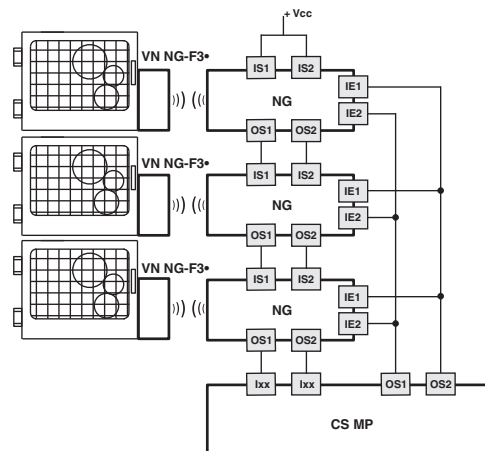 + Vcc
VN NG-F3•
IS1 IS2
IE1
NG
IE2
OS1 OS2
VN NG-F3•
IS1 IS2
IE1
NG
IE2
OS1 OS2
VN NG-F3•
IS1 IS2
IE1
NG
IE2
OS1 OS2
Ixx Ixx OS1 OS2
CS MP